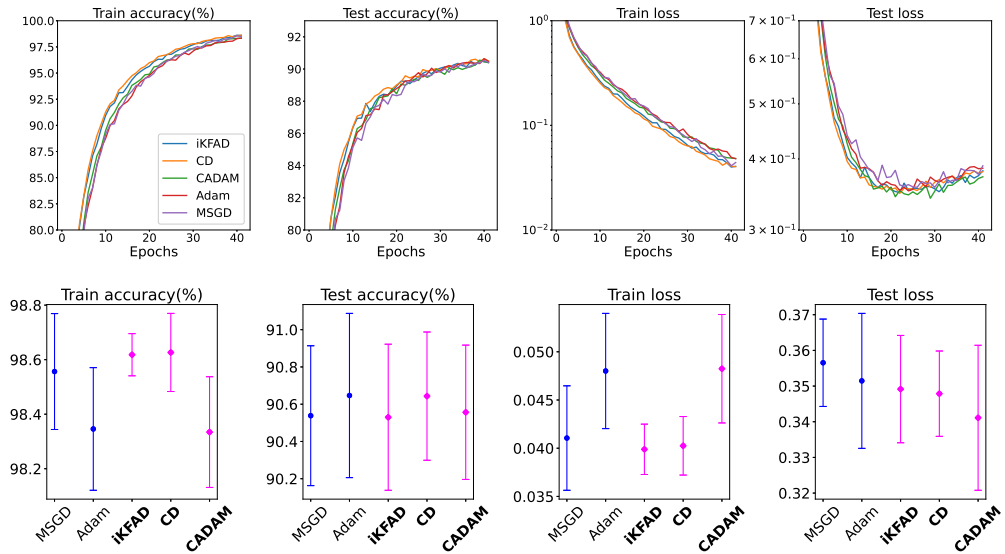 Train accuracy(%)
100.0
97.5
95.0
92.5
90.0
87.5
85.0
82.5
80.0
0 10 20 30 40
Epochs
iKFAD
CD
CADAM
Adam
MSGD
Test accuracy(%)
92
90
88
86
84
82
80
0 10 20 30 40
Epochs
Train loss
10⁰
10⁻¹
10⁻²
0 10 20 30 40
Epochs
Test loss
7 × 10⁻¹
6 × 10⁻¹
5 × 10⁻¹
4 × 10⁻¹
3 × 10⁻¹
0 10 20 30 40
Epochs
Train accuracy(%)
98.8
98.6
98.4
98.2
MSGD Adam iKFAD CD CADAM
Test accuracy(%)
91.0
90.8
90.6
90.4
90.2
MSGD Adam iKFAD CD CADAM
Train loss
0.050
0.045
0.040
0.035
MSGD Adam iKFAD CD CADAM
Test loss
0.37
0.36
0.35
0.34
0.33
0.32
MSGD Adam iKFAD CD CADAM